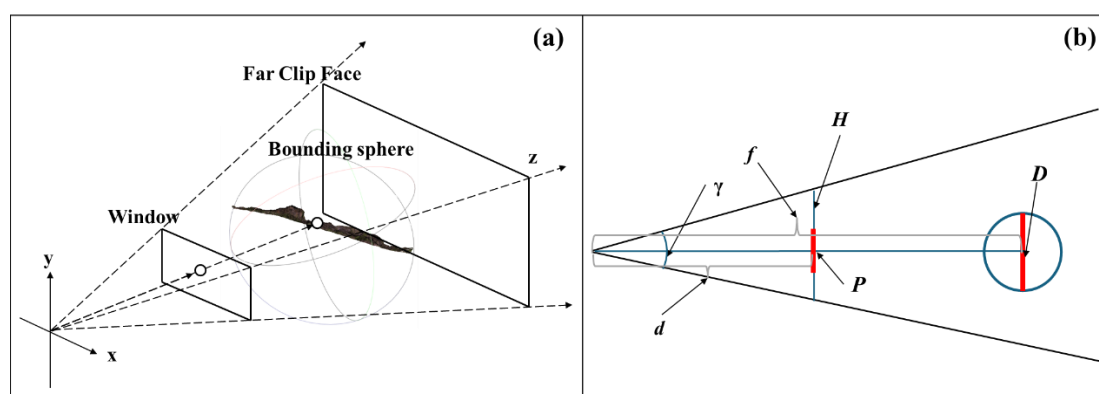 (a)
Far Clip Face
Bounding sphere
z
Window
y
x
(b)
H
f
D
γ
P
d